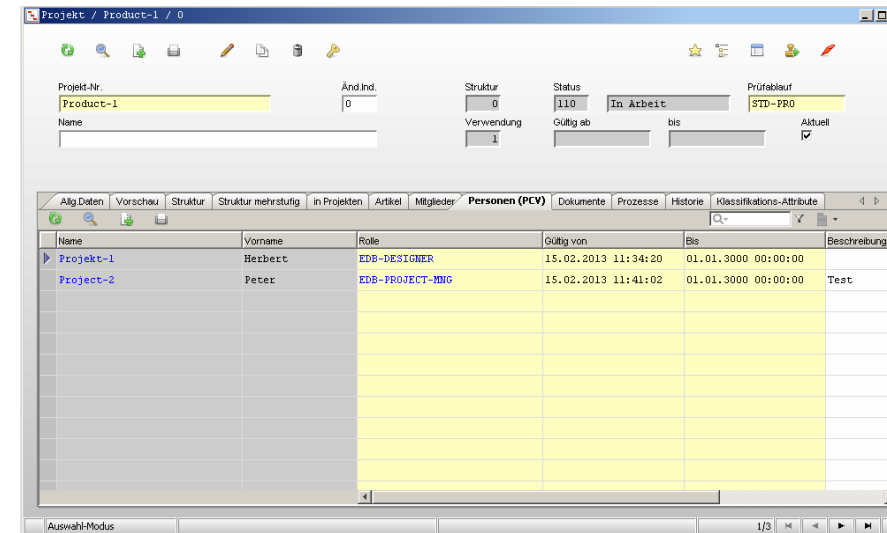 Projekt / Product-1 / 0
Projekt-Nr. Änd.Ind. Struktur Status Prüfablauf
Product-1 0 0 110 In Arbeit STD-PRO
Name Verwendung Gültig ab bis Aktuell
1
Allg.Daten Vorschau Struktur Struktur mehrstufig in Projekten Artikel Mitglieder Personen (PCV) Dokumente Prozesse Historie Klassifikations-Attribute
Name Vorname Rolle Gültig von Bis Beschreibung
Projekt-1 Herbert EDB-DESIGNER 15.02.2013 11:34:20 01.01.3000 00:00:00
Project-2 Peter EDB-PROJECT-MNG 15.02.2013 11:41:02 01.01.3000 00:00:00 Test
Auswahl-Modus 1/3